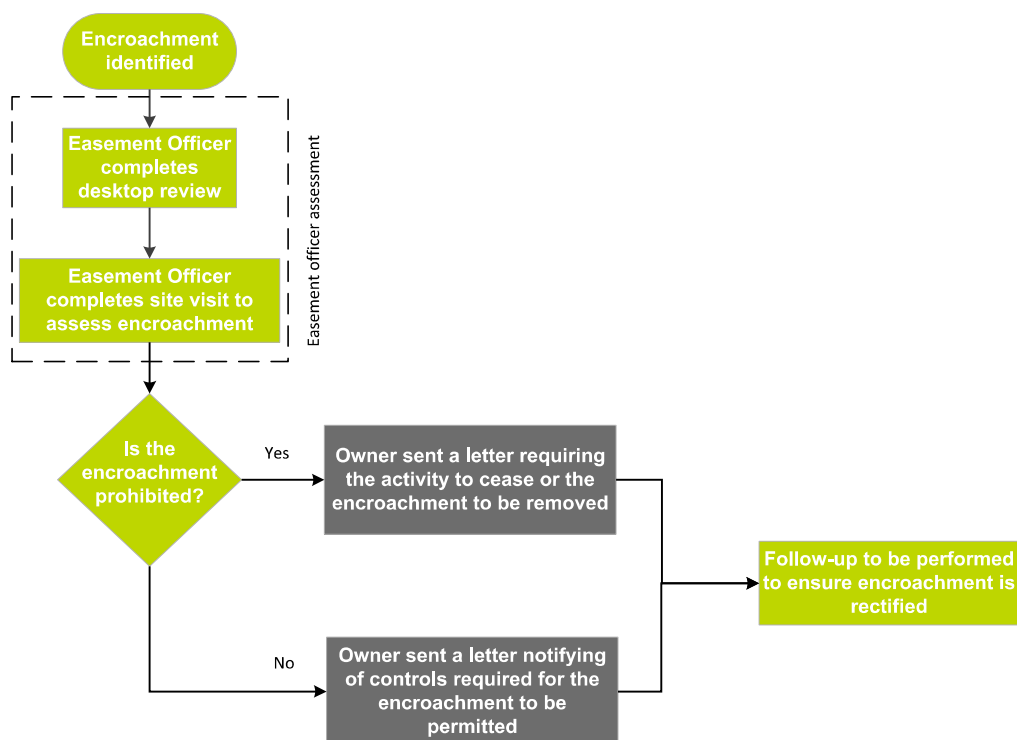 Encroachment
identified
Easement Officer
completes
desktop review
Easement officer assessment
Easement Officer
completes site visit to
assess encroachment
Is the
encroachment
prohibited?
Yes
Owner sent a letter requiring
the activity to cease or the
encroachment to be removed
Follow-up to be performed
to ensure encroachment is
rectified
No
Owner sent a letter notifying
of controls required for the
encroachment to be
permitted